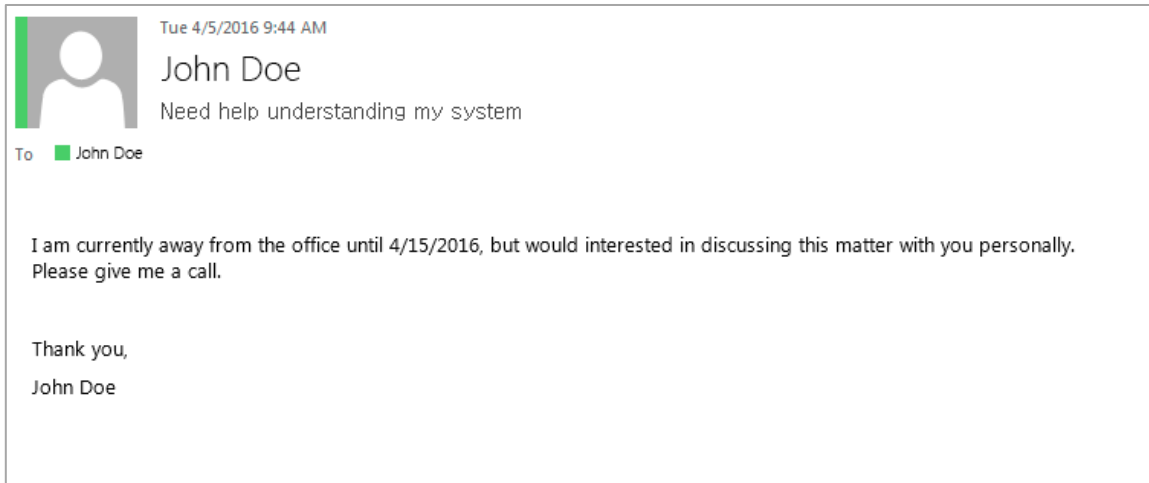 Tue 4/5/2016 9:44 AM
John Doe
Need help understanding my system
To John Doe
I am currently away from the office until 4/15/2016, but would interested in discussing this matter with you personally.
Please give me a call.
Thank you,
John Doe